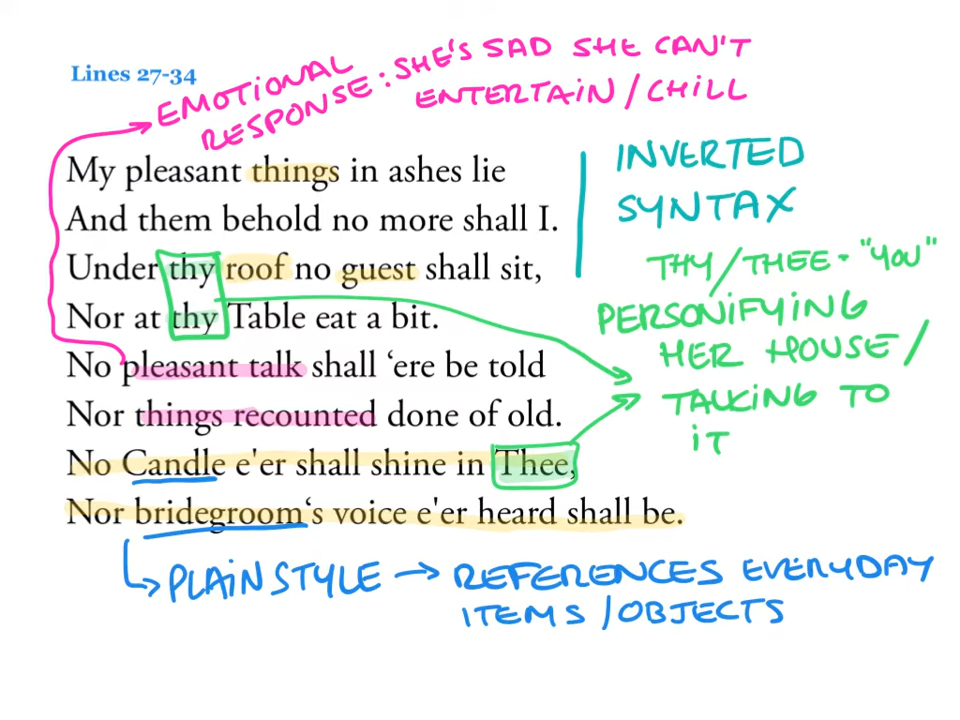 Lines 27-34
EMOTIONAL
RESPONSE: SHE'S SAD SHE CAN'T
ENTERTAIN/CHILL
My pleasant things in ashes lie
And them behold no more shall I.
Under thy roof no guest shall sit,
Nor at thy Table eat a bit.
No pleasant talk shall ‘ere be told
Nor things recounted done of old.
No Candle e'er shall shine in Thee,
Nor bridegroom‘s voice e'er heard shall be.
INVERTED
SYNTAX
THY/THEE = "YOU"
PERSONIFYING
HER HOUSE/
TALKING TO
IT
PLAIN STYLE → REFERENCES EVERYDAY
ITEMS/OBJECTS